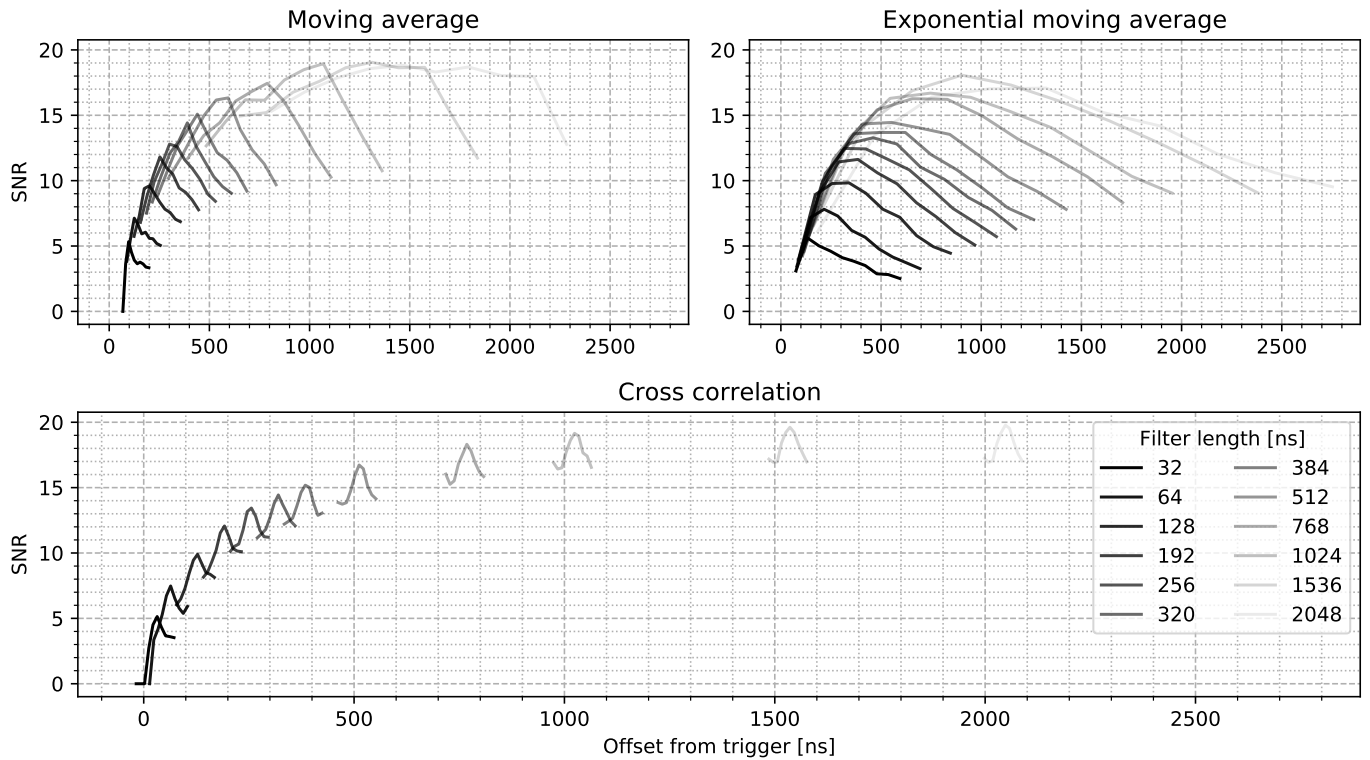 Moving average
Exponential moving average
SNR
20
15
10
5
0
0 500 1000 1500 2000 2500
20
15
10
5
0
0 500 1000 1500 2000 2500
Cross correlation
SNR
20
15
10
5
0
Filter length [ns]
32 384
64 512
128 768
192 1024
256 1536
320 2048
0 500 1000 1500 2000 2500
Offset from trigger [ns]